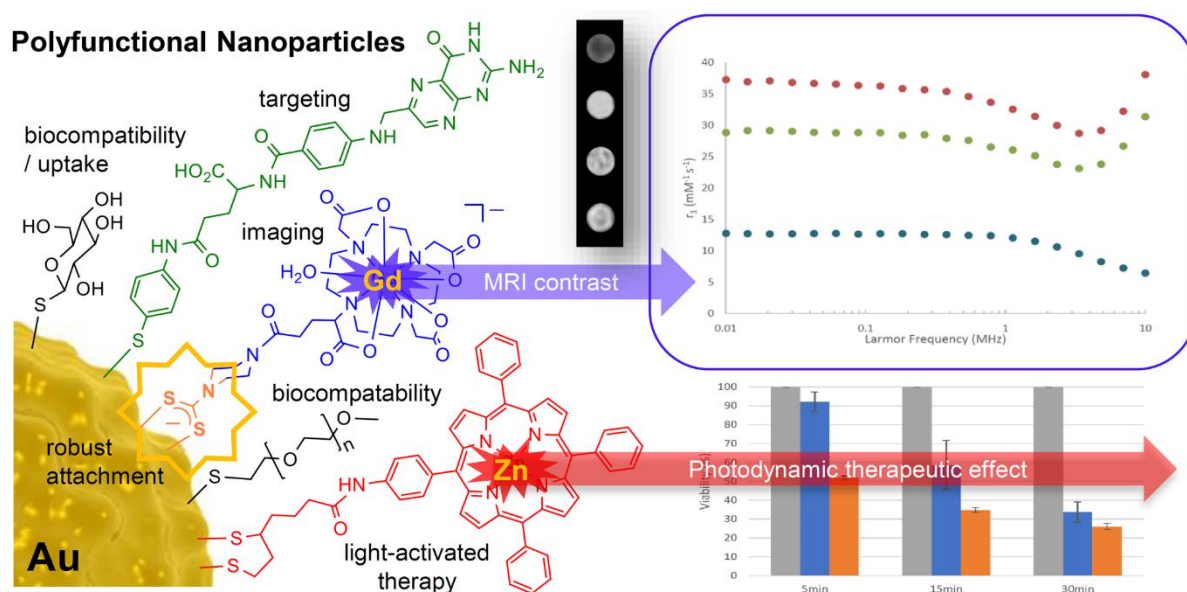 Polyfunctional Nanoparticles
targeting
biocompatibility
/ uptake
imaging
robust
attachment
biocompatability
light-activated
therapy
Au
Gd
Zn
MRI contrast
Photodynamic therapeutic effect
O
NH
N
N
N
NH2
N
H
O
HO2C
N
H
O
NH
O
S
OH
HO
HO
O
OH
S
H2O
O
O
O
O
O
O
O
O
N
N
N
N
O
N
N
S
S
–
S
O
O
n
S
S
O
NH
N
N
N
N
r1 (mM-1 s-1)
40
35
30
25
20
15
10
5
0
0.01
0.1
1
10
Larmor Frequency (MHz)
100
90
80
70
60
50
40
30
20
10
0
5min
15min
30min